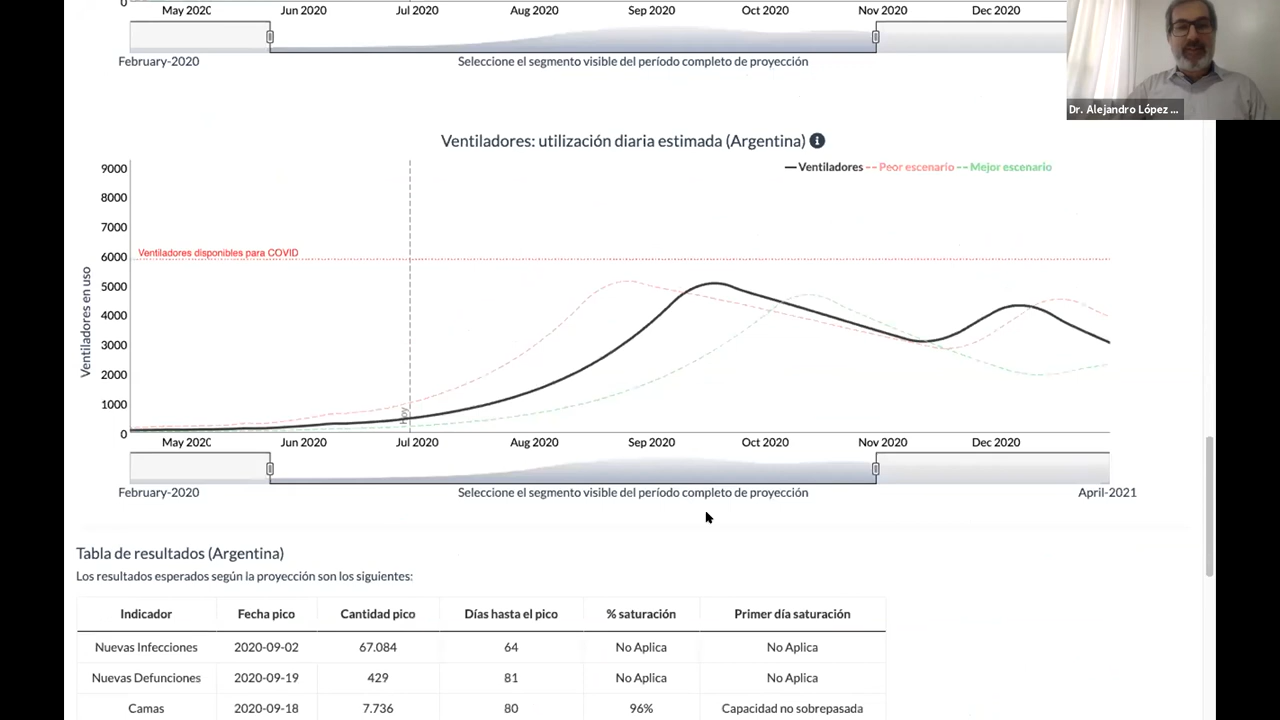 0
May 2020 Jun 2020 Jul 2020 Aug 2020 Sep 2020 Oct 2020 Nov 2020 Dec 2020
February-2020 Seleccione el segmento visible del período completo de proyección
Dr. Alejandro López ...
Ventiladores: utilización diaria estimada (Argentina)
Ventiladores Peor escenario Mejor escenario
9000
8000
7000
6000
5000
4000
3000
2000
1000
0
Ventiladores en uso
Ventiladores disponibles para COVID
Hoy
May 2020 Jun 2020 Jul 2020 Aug 2020 Sep 2020 Oct 2020 Nov 2020 Dec 2020
February-2020 Seleccione el segmento visible del período completo de proyección April-2021
Tabla de resultados (Argentina)
Los resultados esperados según la proyección son los siguientes:
Indicador Fecha pico Cantidad pico Días hasta el pico % saturación Primer día saturación
Nuevas Infecciones 2020-09-02 67.084 64 No Aplica No Aplica
Nuevas Defunciones 2020-09-19 429 81 No Aplica No Aplica
Camas 2020-09-18 7.736 80 96% Capacidad no sobrepasada